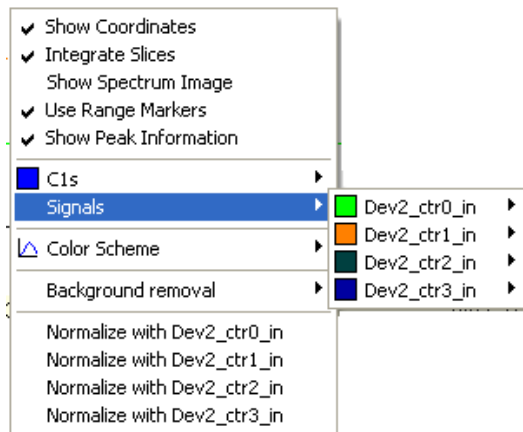 Show Coordinates
Integrate Slices
Show Spectrum Image
Use Range Markers
Show Peak Information
C1s
Signals
Color Scheme
Background removal
Normalize with Dev2_ctr0_in
Normalize with Dev2_ctr1_in
Normalize with Dev2_ctr2_in
Normalize with Dev2_ctr3_in
Dev2_ctr0_in
Dev2_ctr1_in
Dev2_ctr2_in
Dev2_ctr3_in